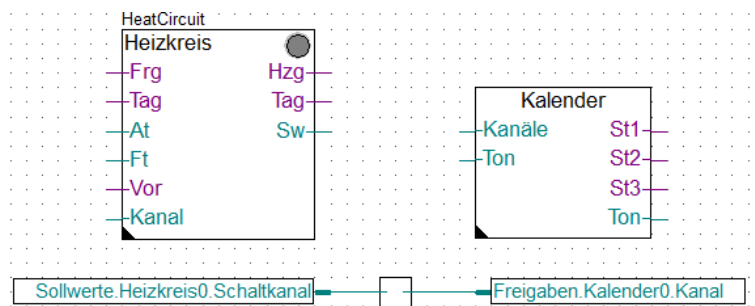 HeatCircuit
Heizkreis
Frg Hzg
Tag Tag
At Sw
Ft
Vor
Kanal
Kalender
Kanäle St1
Ton St2
St3
Ton
Sollwerte.Heizkreis0.Schaltkanal
Freigaben.Kalender0.Kanal